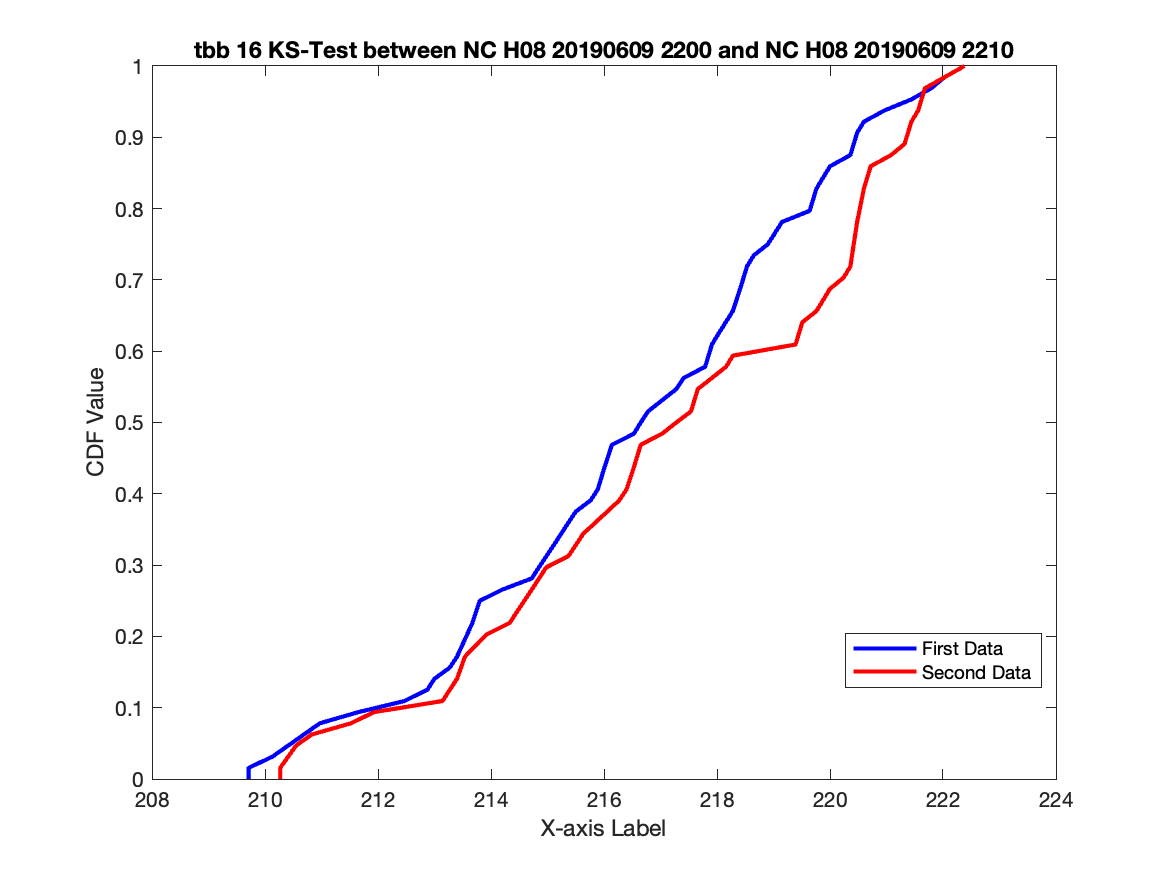 tbb 16 KS-Test between NC H08 20190609 2200 and NC H08 20190609 2210
1
0.9
0.8
0.7
0.6
0.5
0.4
0.3
0.2
0.1
0
CDF Value
First Data
Second Data
208 210 212 214 216 218 220 222 224
X-axis Label